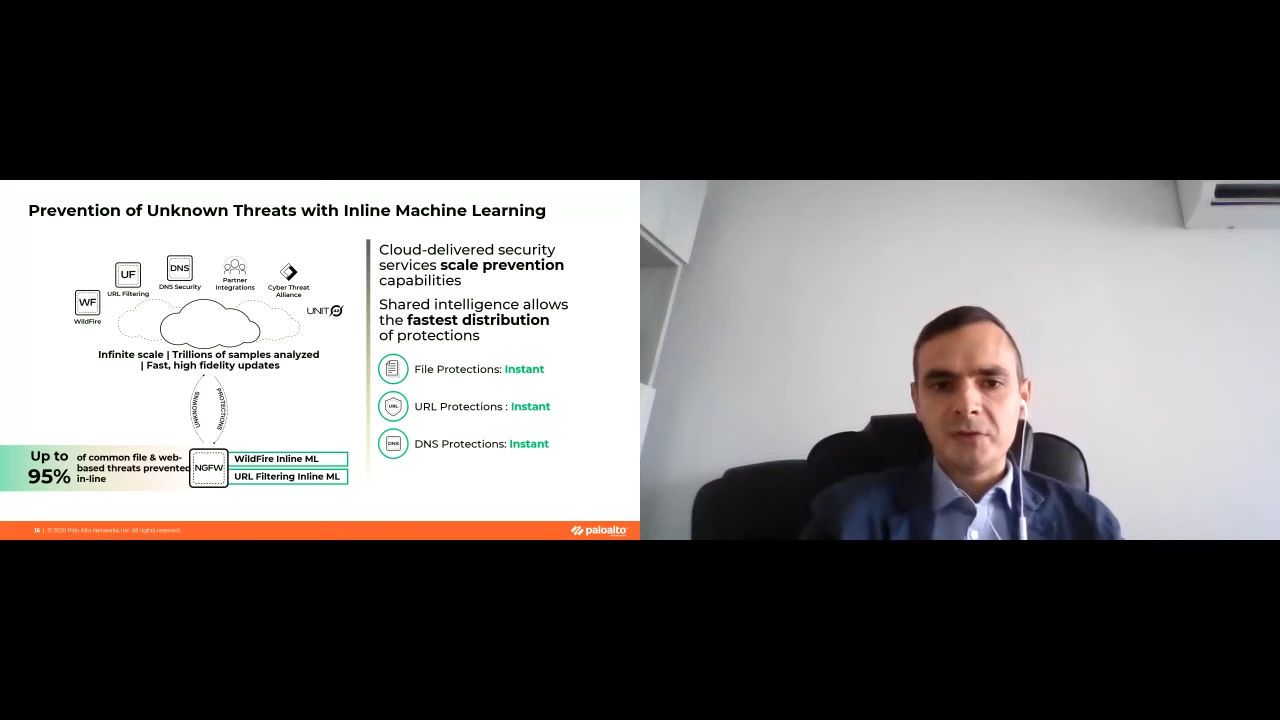 Prevention of Unknown Threats with Inline Machine Learning
WF
WildFire
UF
URL Filtering
DNS
DNS Security
Partner
Integrations
Cyber Threat
Alliance
UNIT
Infinite scale | Trillions of samples analyzed
| Fast, high fidelity updates
UNKNOWNS
PROTECTIONS
Up to
95%
of common file & web-
based threats prevented
in-line
NGFW
WildFire Inline ML
URL Filtering Inline ML
Cloud-delivered security
services scale prevention
capabilities
Shared intelligence allows
the fastest distribution
of protections
File Protections: Instant
URL
URL Protections : Instant
DNS
DNS Protections: Instant
16 | © 2020 Palo Alto Networks, Inc. All rights reserved.
paloalto